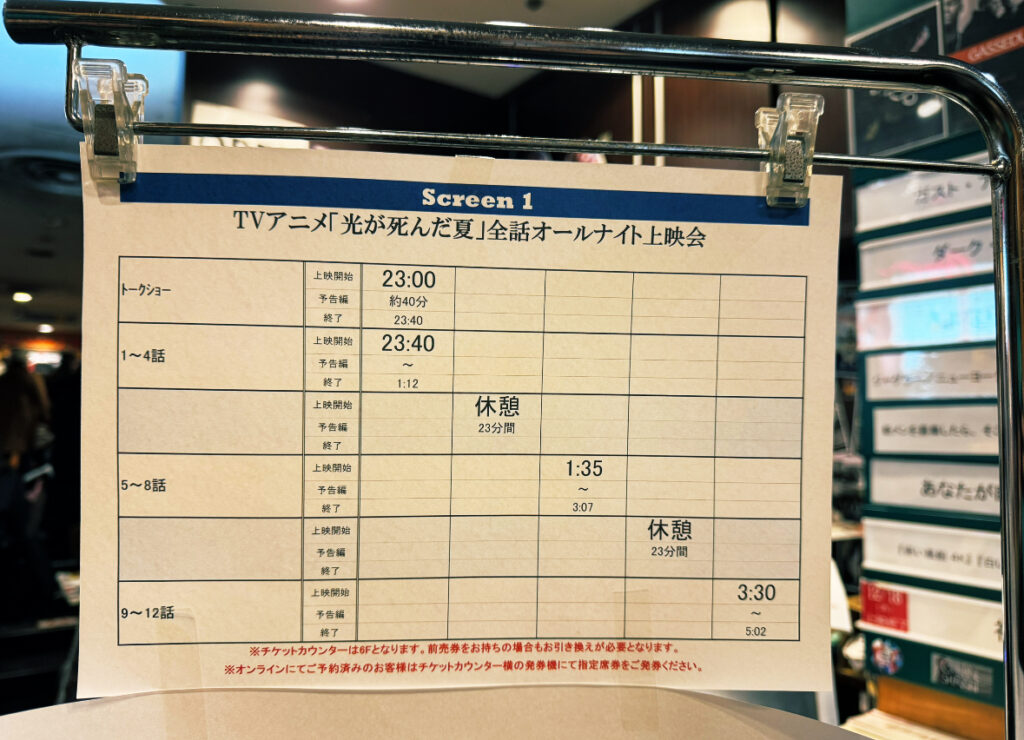 Screen 1
TVアニメ「光が死んだ夏」全話オールナイト上映会
トークショー 上映開始 23:00
予告編 約40分
終了 23:40
1～4話 上映開始 23:40
予告編 ～
終了 1:12
上映開始 休憩
予告編 23分間
終了
5～8話 上映開始 1:35
予告編 ～
終了 3:07
上映開始 休憩
予告編 23分間
終了
9～12話 上映開始 3:30
予告編 ～
終了 5:02
※チケットカウンターは6Fとなります。前売券をお持ちの場合もお引き換えが必要となります。
※オンラインにてご予約済みのお客様はチケットカウンター横の発券機にて指定席券をご発券ください。
ダーク・
あなたが